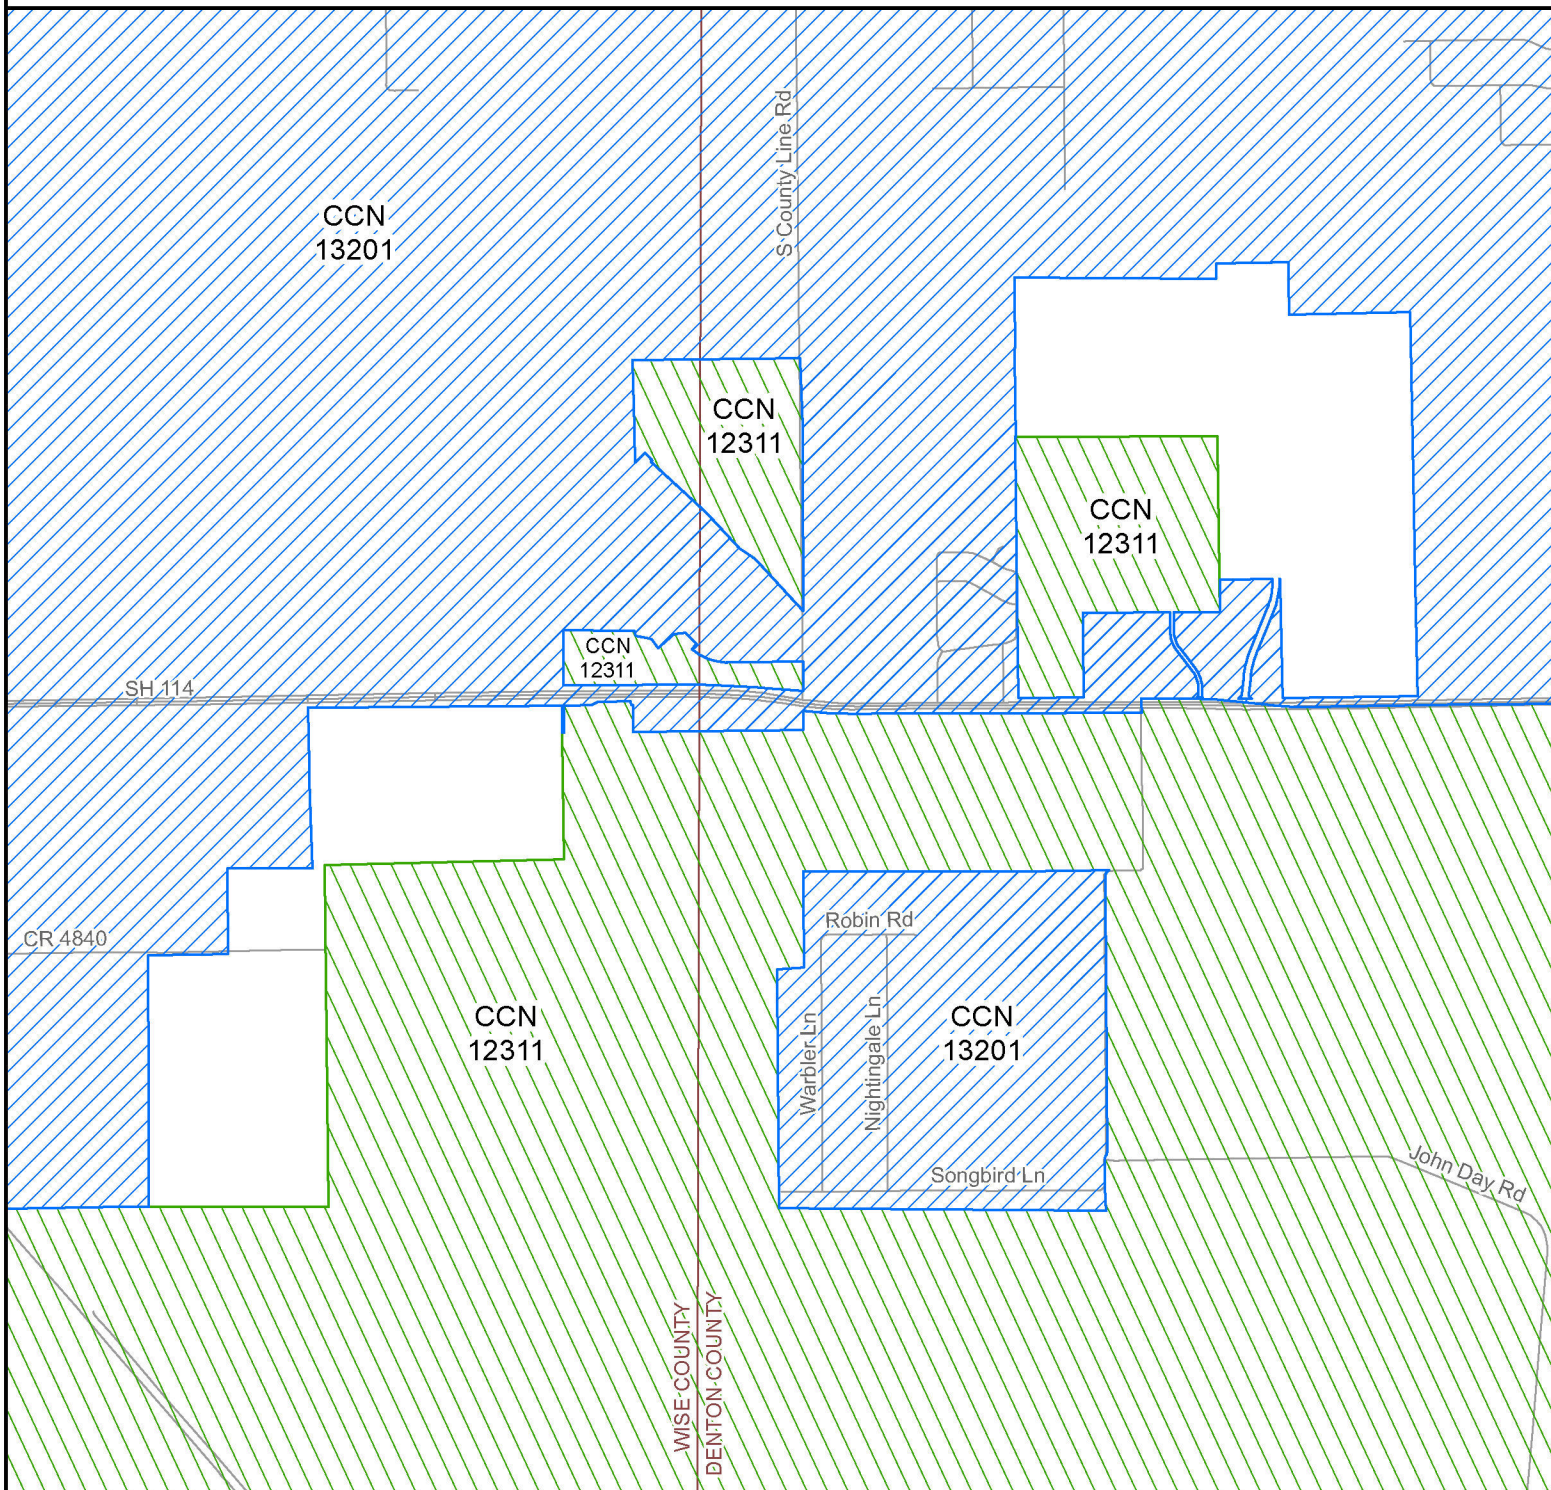 S County Line Rd
CCN
13201
CCN
12311
CCN
12311
CCN
12311
SH 114
Robin Rd
CR 4840
CCN
12311
Warbler Ln
Nightingale Ln
CCN
13201
Songbird Ln
John Day Rd
WISE COUNTY
DENTON COUNTY